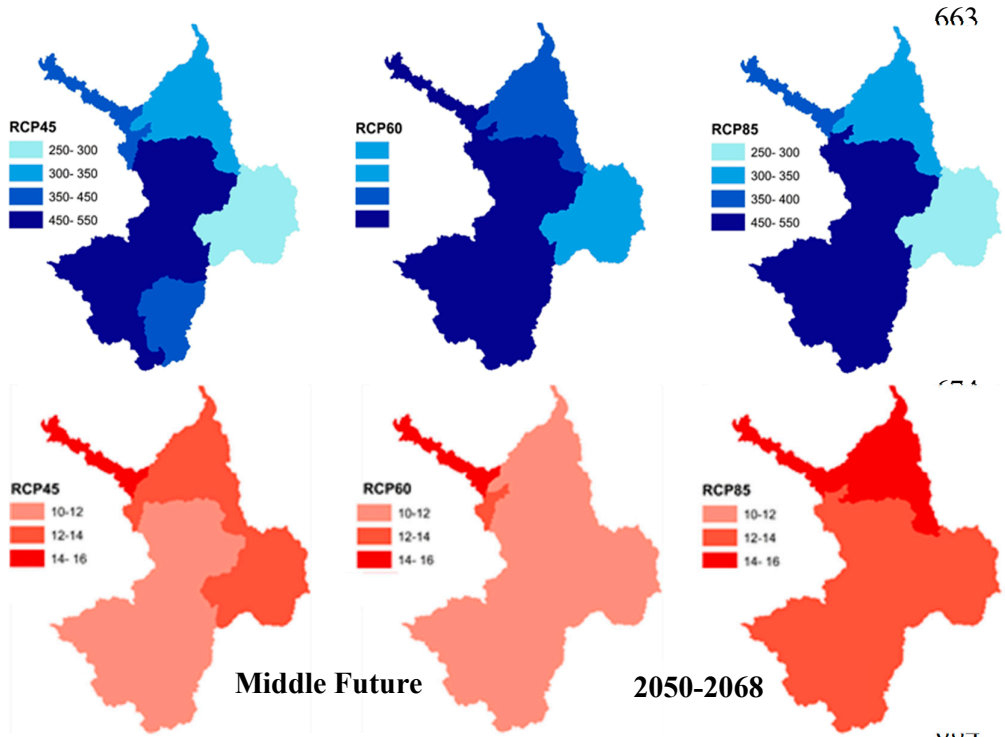 663
RCP45
250- 300
300- 350
350- 450
450- 550
RCP60
RCP85
250- 300
300- 350
350- 400
450- 550
RCP45
10-12
12-14
14- 16
RCP60
10-12
12-14
14- 16
RCP85
10-12
12-14
14- 16
Middle Future
2050-2068